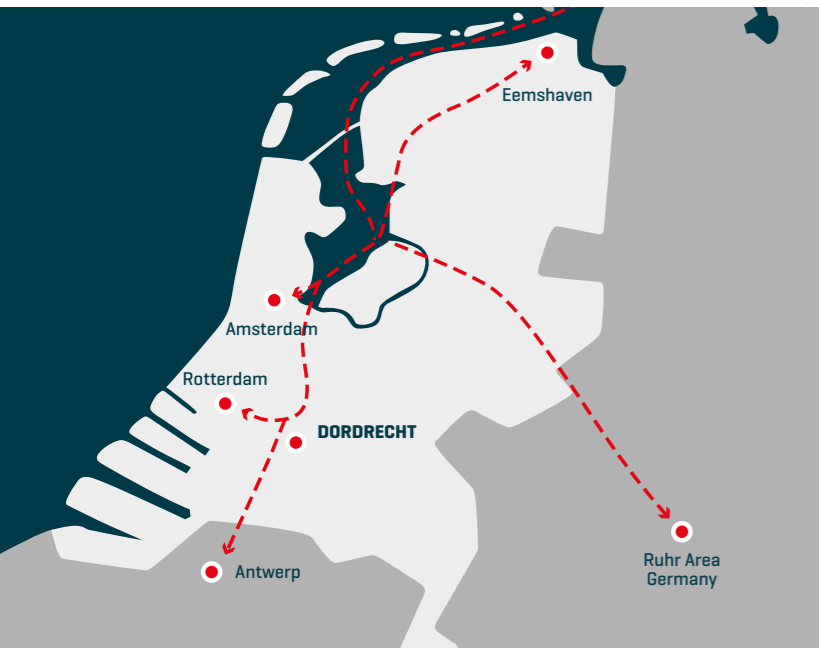 Eemshaven
Amsterdam
Rotterdam
DORDRECHT
Ruhr Area
Germany
Antwerp